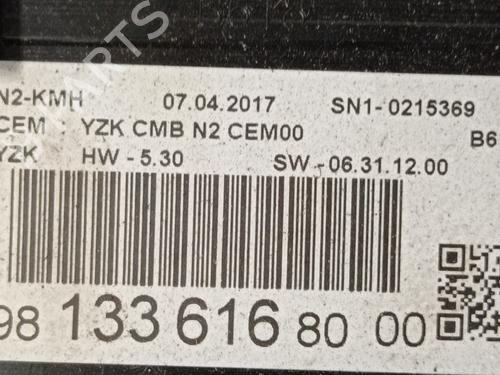 N2-KMH 07.04.2017 SN1-0215369
CEM : YZK CMB N2 CEM00 B6
YZK HW-5.30 SW-06.31.12.00
98 133 616 80 00